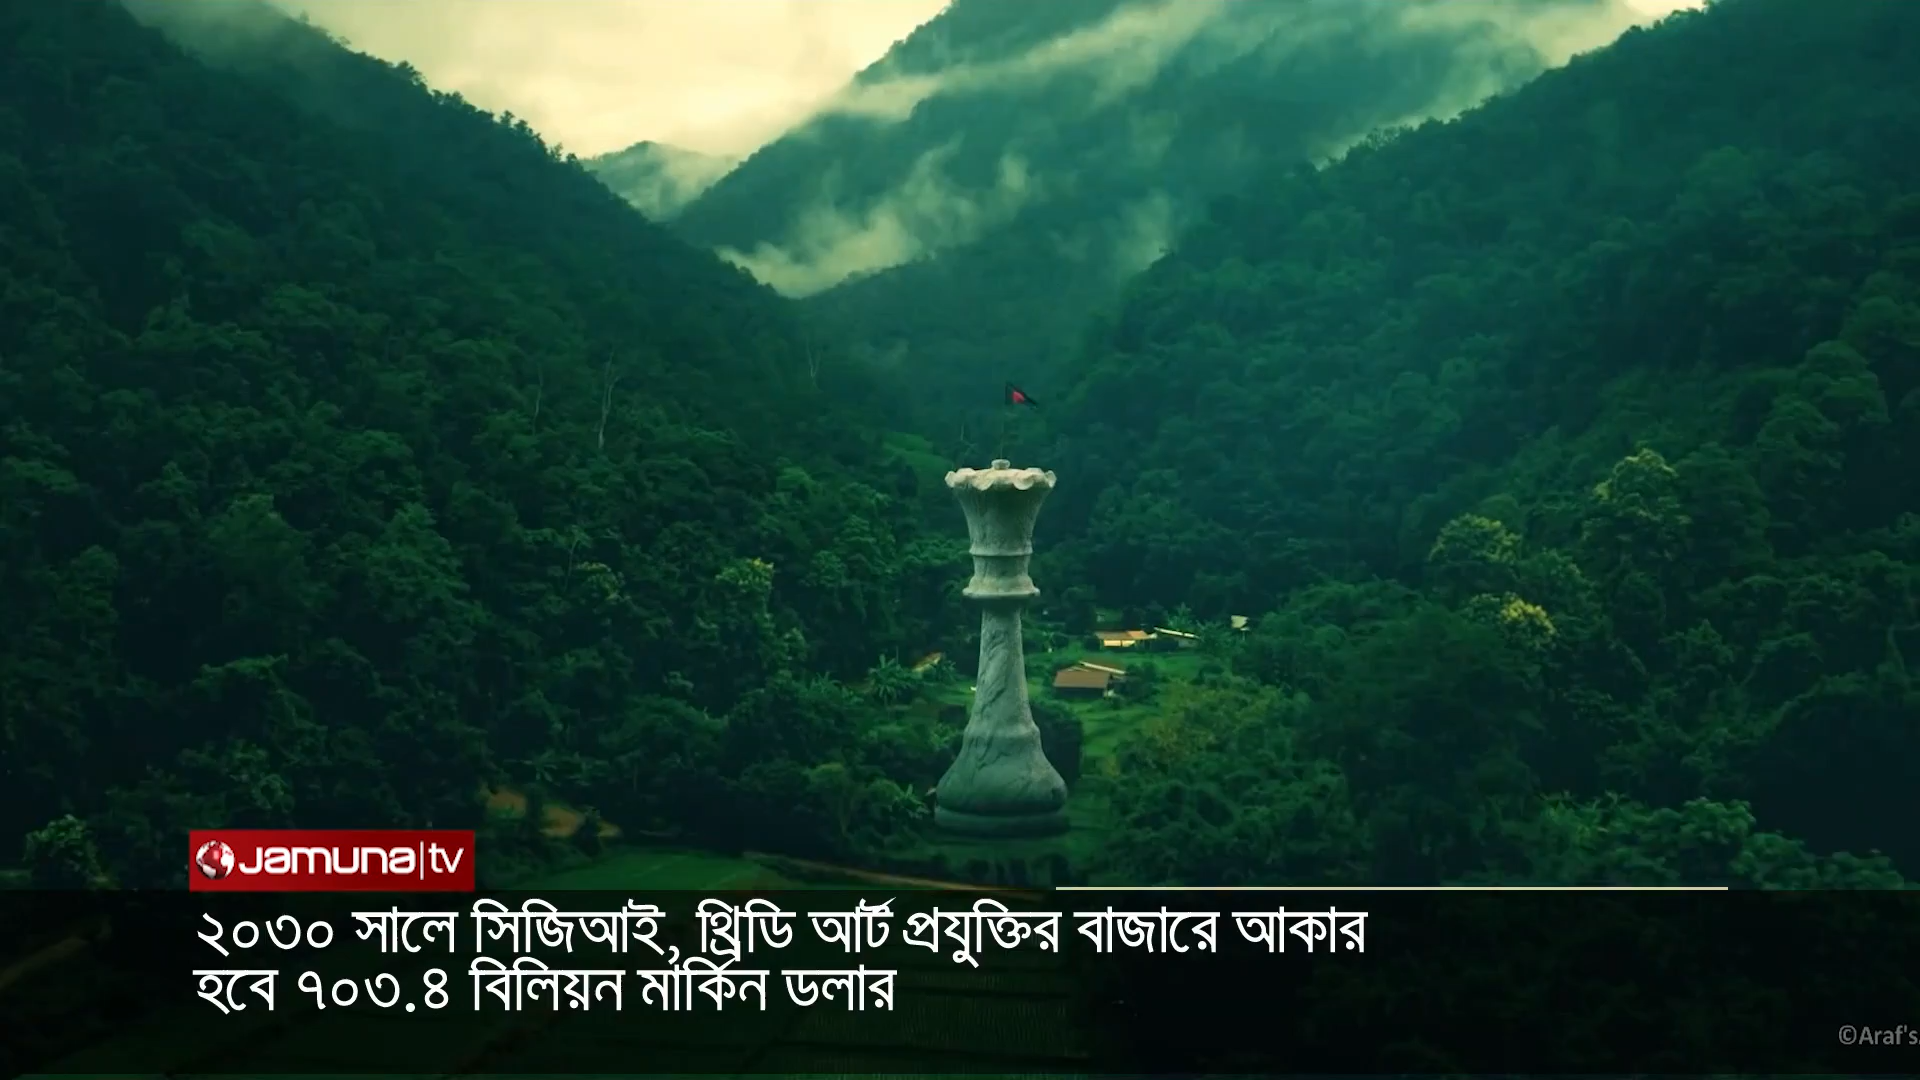 Jamuna|tv
২০৩০ সালে সিজিআই, থ্রিডি আর্ট প্রযুক্তির বাজারে আকার
হবে ৭০৩.৪ বিলিয়ন মার্কিন ডলার
©Araf's